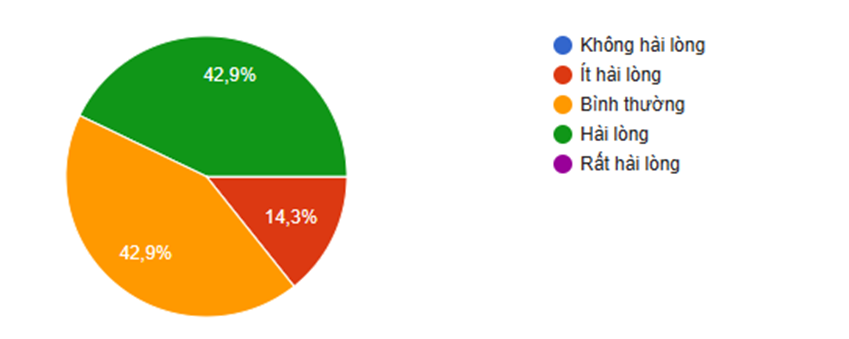 42,9%
14,3%
42,9%
Không hài lòng
Ít hài lòng
Bình thường
Hài lòng
Rất hài lòng